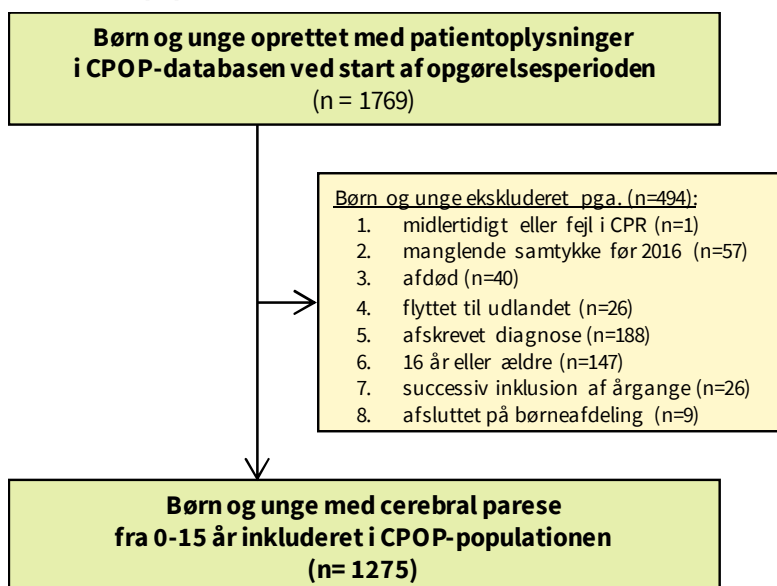 Børn og unge oprettet med patientoplysninger
i CPOP-databasen ved start af opgørelsesperioden
(n = 1769)
Børn og unge ekskluderet pga. (n=494):
1. midlertidigt eller fejl i CPR (n=1)
2. manglende samtykke før 2016 (n=57)
3. afdød (n=40)
4. flyttet til udlandet (n=26)
5. afskrevet diagnose (n=188)
6. 16 år eller ældre (n=147)
7. successiv inklusion af årgange (n=26)
8. afsluttet på børneafdeling (n=9)
Børn og unge med cerebral parese
fra 0-15 år inkluderet i CPOP-populationen
(n= 1275)